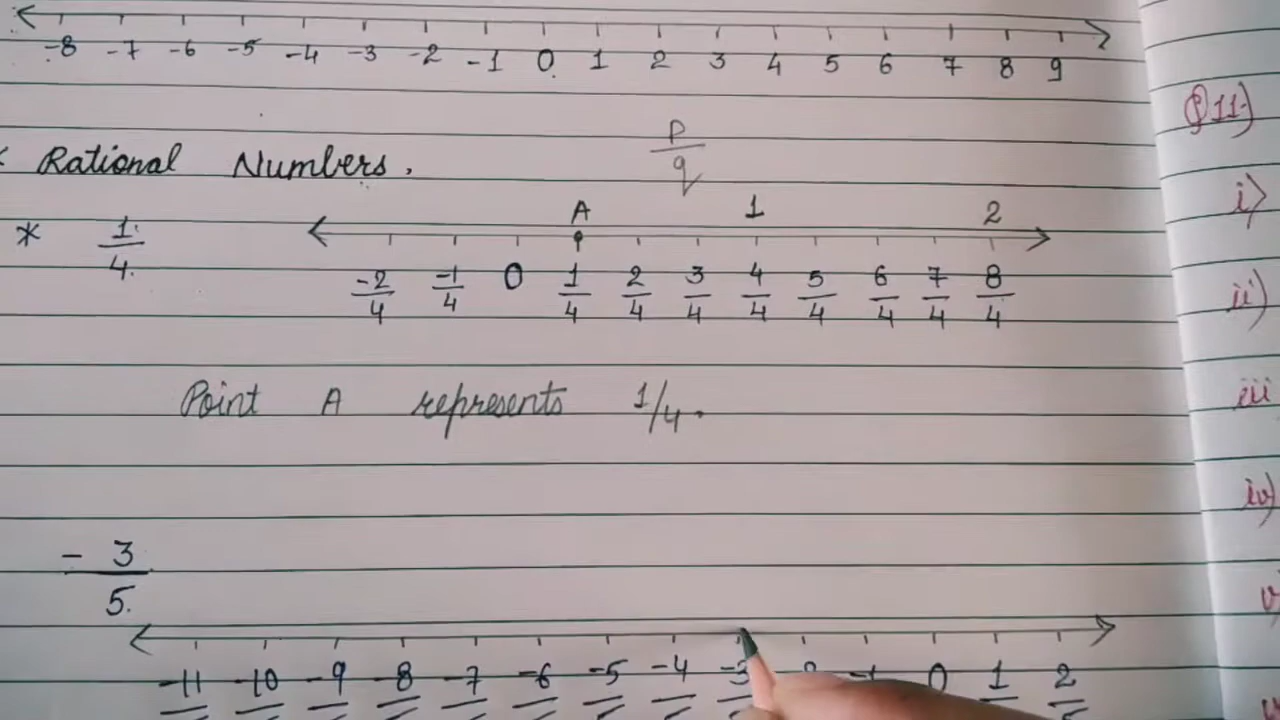 -8 -7 -6 -5 -4 -3 -2 -1 0 1 2 3 4 5 6 7 8 9
Rational Numbers. p/q
* 1/4 A 1 2
-2/4 -1/4 0 1/4 2/4 3/4 4/4 5/4 6/4 7/4 8/4
Point A represents 1/4.
-3/5
-11 -10 -9 -8 -7 -6 -5 -4 -3 -1 0 1 2
Q11)
i)
ii)
iii
iv)
v)